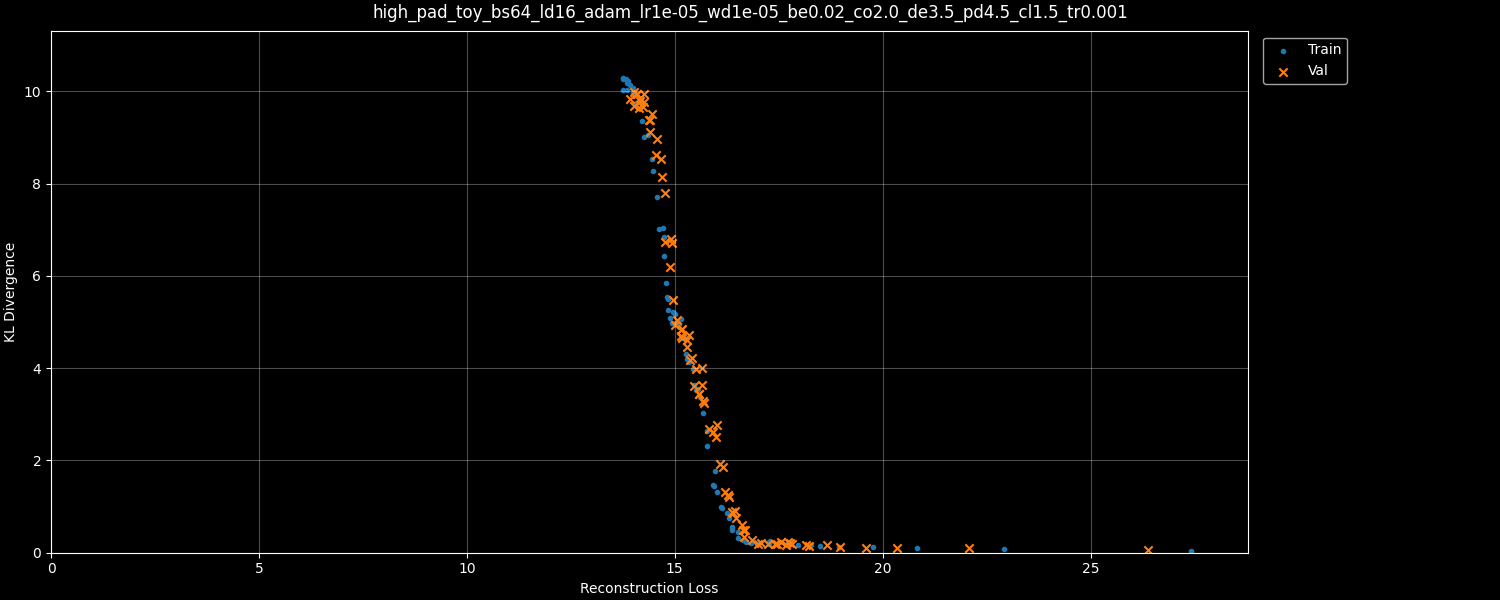 high_pad_toy_bs64_ld16_adam_lr1e-05_wd1e-05_be0.02_co2.0_de3.5_pd4.5_cl1.5_tr0.001
Train
Val
10
8
6
4
2
0
KL Divergence
0 5 10 15 20 25
Reconstruction Loss